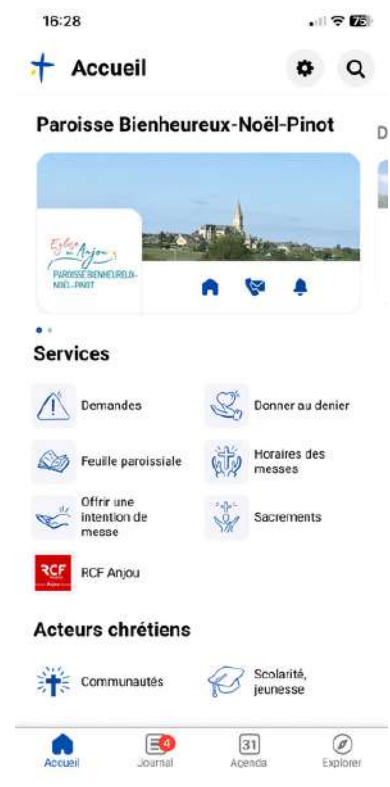 16:28
75
Accueil
Paroisse Bienheureux-Noël-Pinot
D
Eglise
en Anjou
PAROISSE BIENHEUREUX-
NOËL-PINOT
Services
Demandes
Donner au denier
Feuille paroissiale
Horaires des
messes
Offrir une
intention de
messe
Sacrements
RCF
Anjou
RCF Anjou
Acteurs chrétiens
Communautés
Scolarité,
jeunesse
4
31
Accueil
Journal
Agenda
Explorer